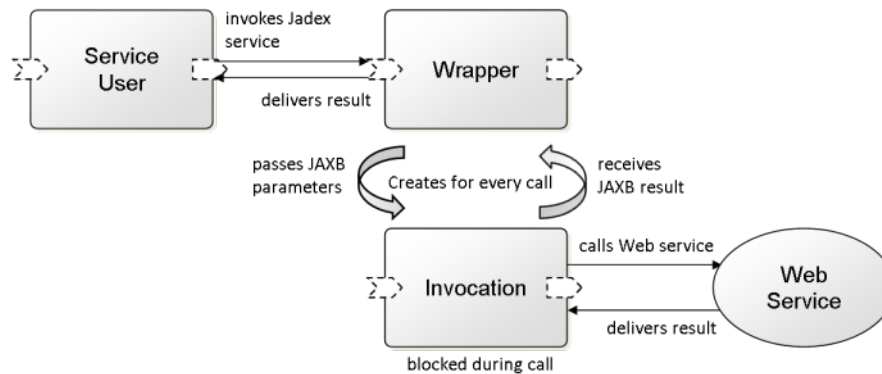 invokes Jadex
service
Service
User
Wrapper
delivers result
passes JAXB
parameters
Creates for every call
receives
JAXB result
calls Web service
Invocation
Web
Service
delivers result
blocked during call